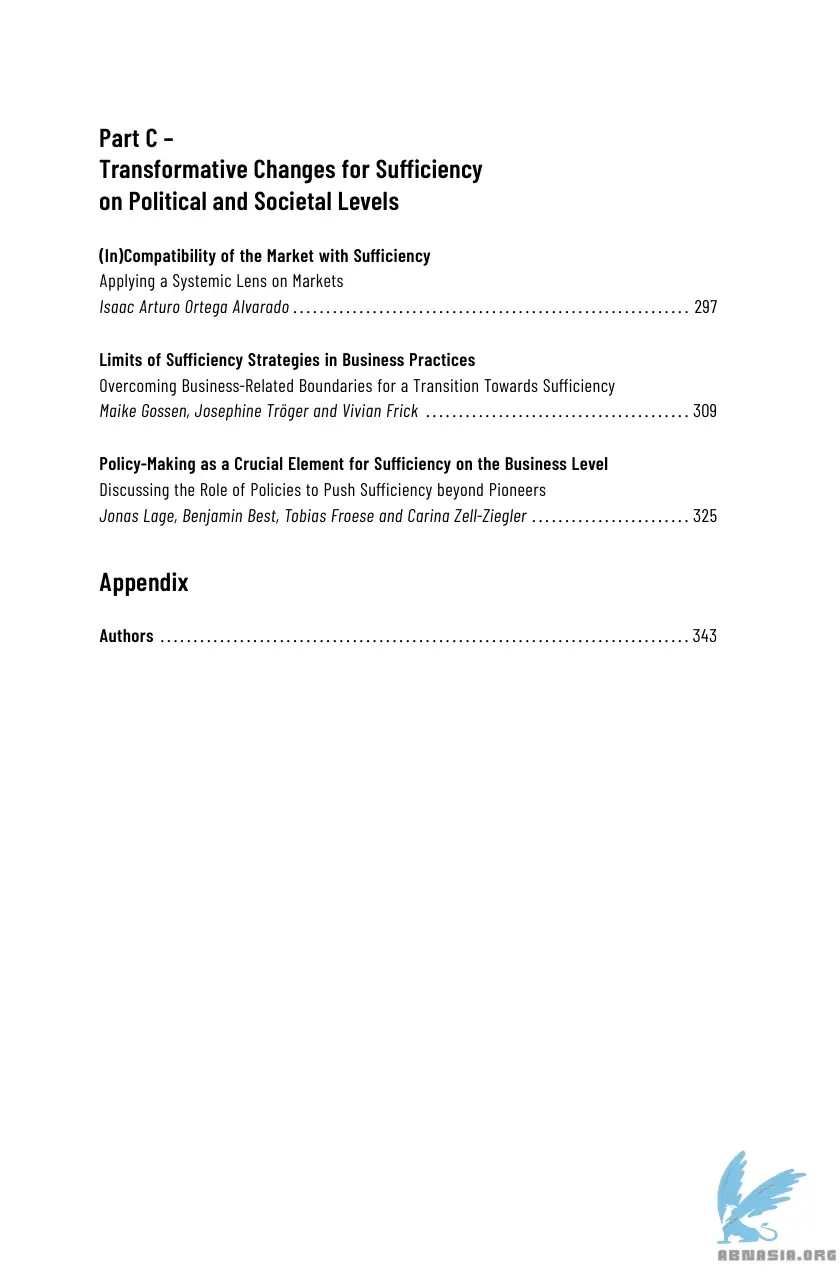 Part C –
Transformative Changes for Sufficiency
on Political and Societal Levels
(In)Compatibility of the Market with Sufficiency
Applying a Systemic Lens on Markets
Isaac Arturo Ortega Alvarado ............................................................ 297
Limits of Sufficiency Strategies in Business Practices
Overcoming Business-Related Boundaries for a Transition Towards Sufficiency
Maike Gossen, Josephine Tröger and Vivian Frick ........................................ 309
Policy-Making as a Crucial Element for Sufficiency on the Business Level
Discussing the Role of Policies to Push Sufficiency beyond Pioneers
Jonas Lage, Benjamin Best, Tobias Froese and Carina Zell-Ziegler ........................ 325
Appendix
Authors ................................................................................ 343
ABNASIA.ORG